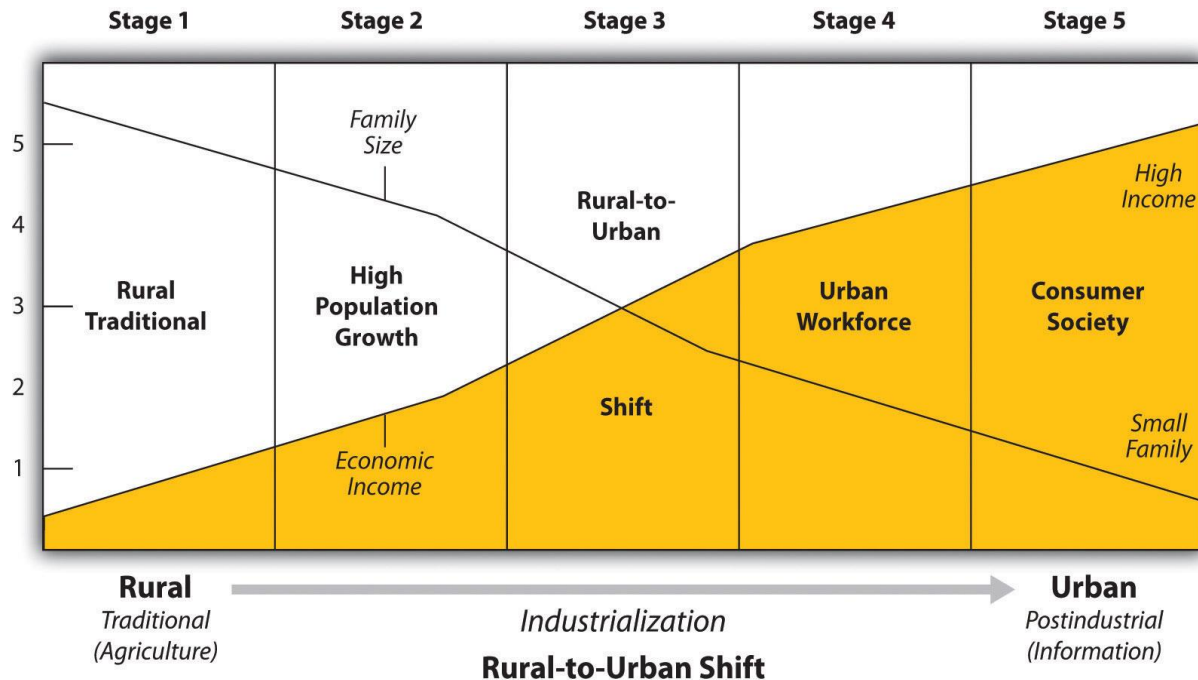 Stage 1 Stage 2 Stage 3 Stage 4 Stage 5
5
4
3
2
1
Family
Size
Rural
Traditional
High
Population
Growth
Economic
Income
Rural-to-
Urban
Shift
Urban
Workforce
High
Income
Consumer
Society
Small
Family
Rural
Traditional
(Agriculture)
Industrialization
Rural-to-Urban Shift
Urban
Postindustrial
(Information)